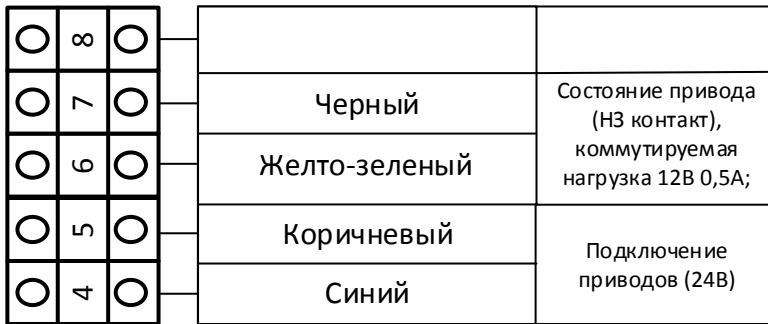 8
7
Черный
Состояние привода
(НЗ контакт),
коммутируемая
нагрузка 12В 0,5А;
6
Желто-зеленый
5
Коричневый
Подключение
приводов (24В)
4
Синий